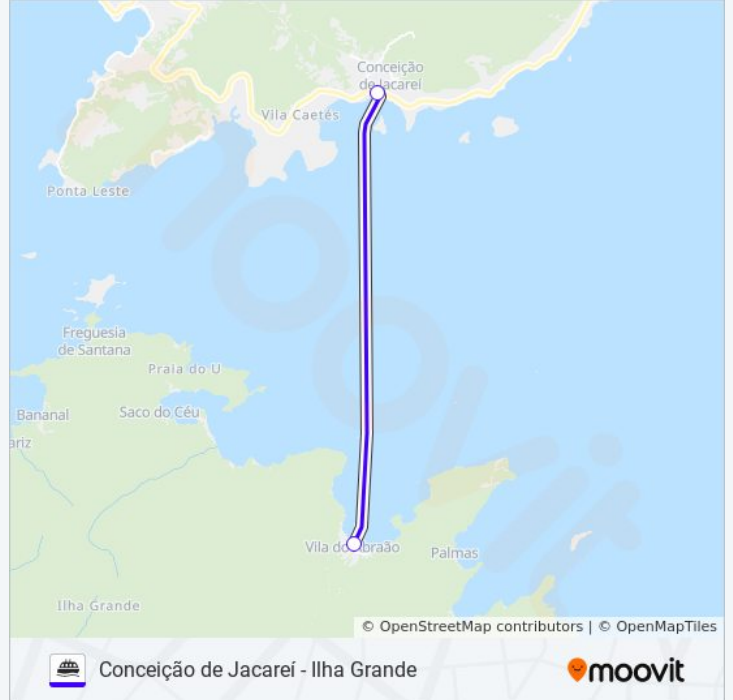 Conceição
de Jacareí
Vila Caetés
Ponta Leste
Freguesia
de Santana
Praia do U
Bananal
Saco do Céu
ariz
Vila do Abraão
Palmas
Ilha Grande
© OpenStreetMap contributors | © OpenMapTiles
Conceição de Jacareí - Ilha Grande
moovit
moovit